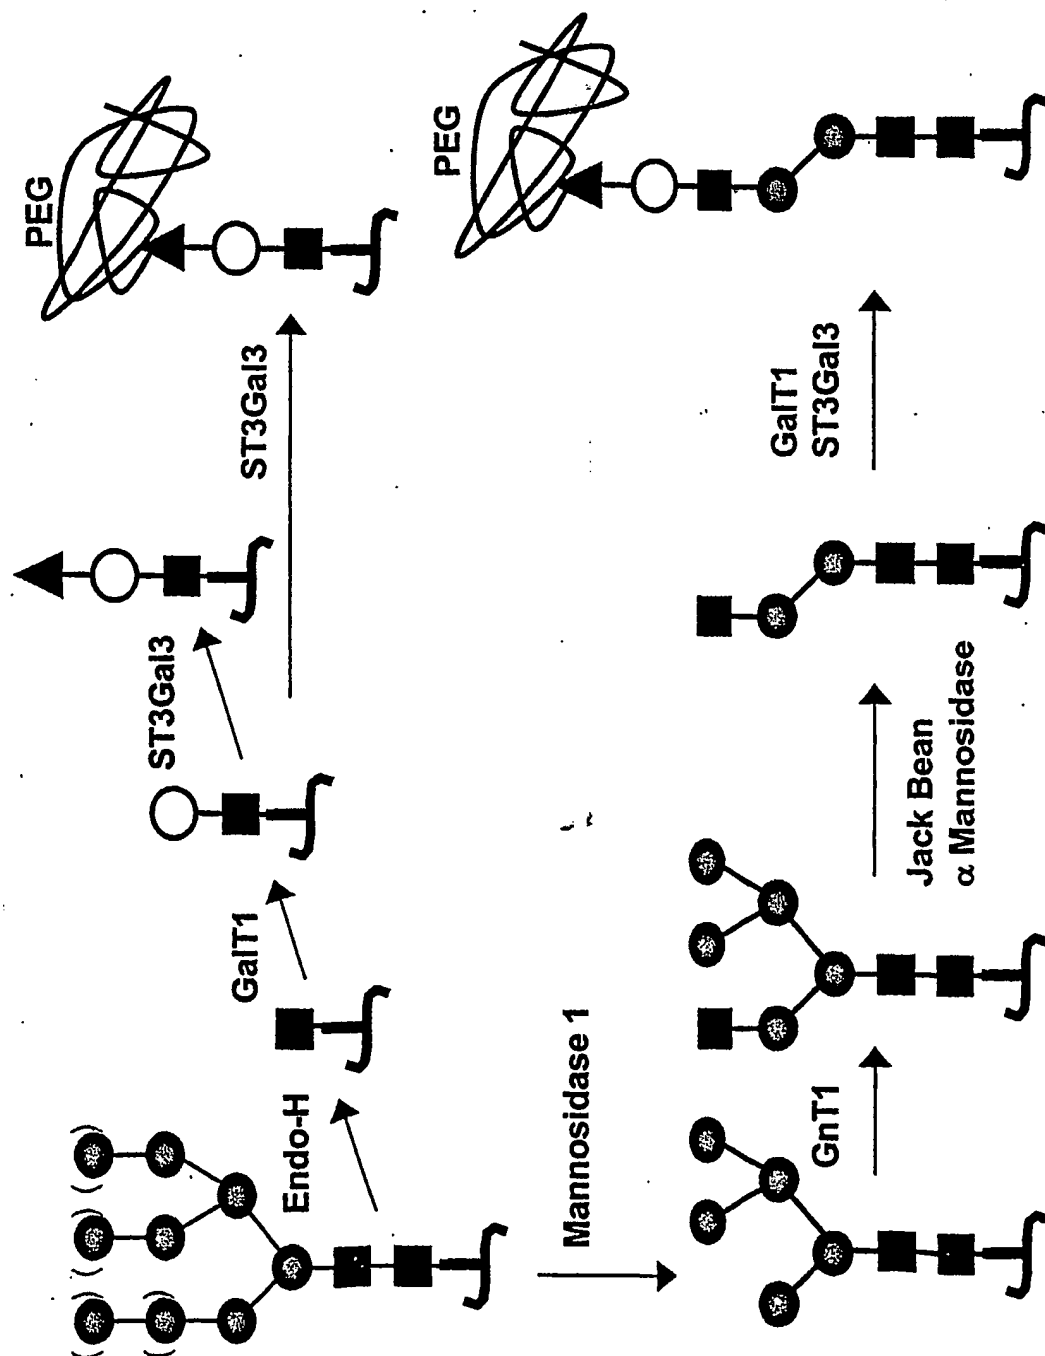 Endo-H
GalT1
ST3Gal3
ST3Gal3
PEG
Mannosidase 1
GnT1
Jack Bean
α Mannosidase
GalT1
ST3Gal3
PEG